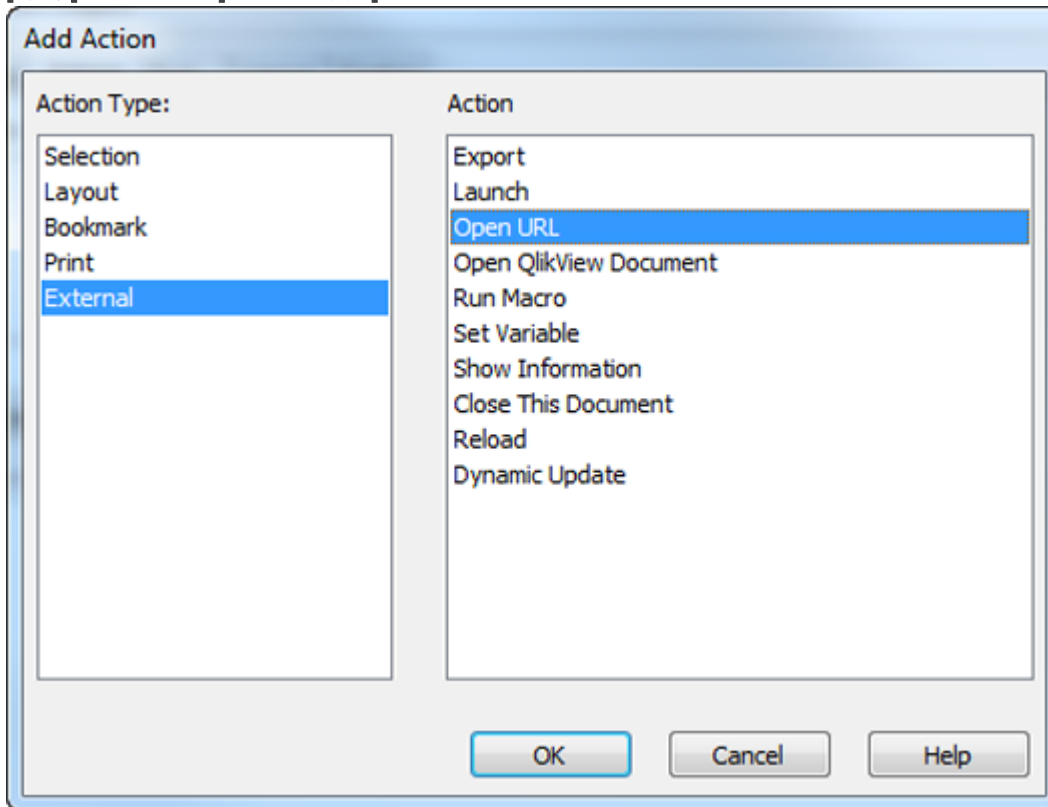 Add Action
Action Type:
Selection
Layout
Bookmark
Print
External
Action
Export
Launch
Open URL
Open QlikView Document
Run Macro
Set Variable
Show Information
Close This Document
Reload
Dynamic Update
OK
Cancel
Help